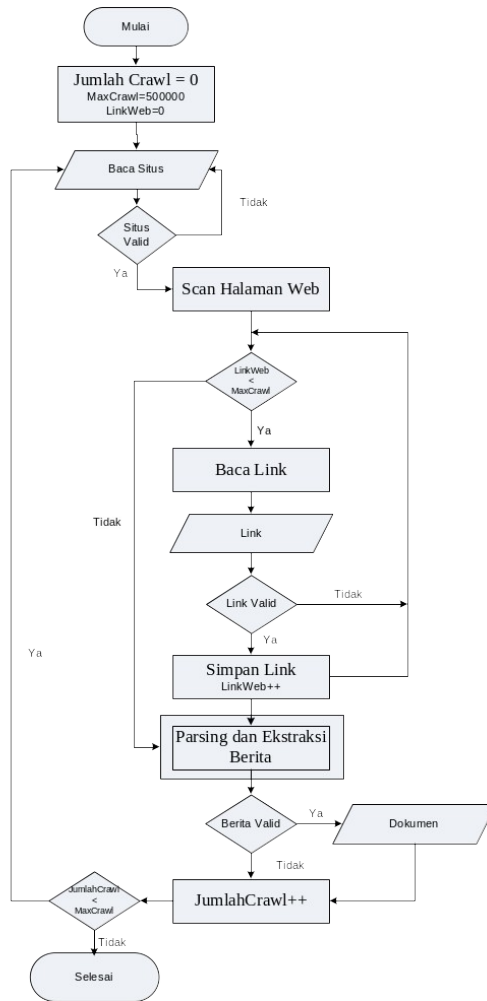 Mulai
Jumlah Crawl = 0
MaxCrawl=500000
LinkWeb=0
Baca Situs
Tidak
Situs
Valid
Ya
Scan Halaman Web
LinkWeb
<
MaxCrawl
Ya
Baca Link
Tidak
Link
Link Valid
Tidak
Ya
Ya
Simpan Link
LinkWeb++
Parsing dan Ekstraksi
Berita
Berita Valid
Ya
Dokumen
Tidak
JumlahCrawl++
JumlahCrawl
<
MaxCrawl
Tidak
Selesai